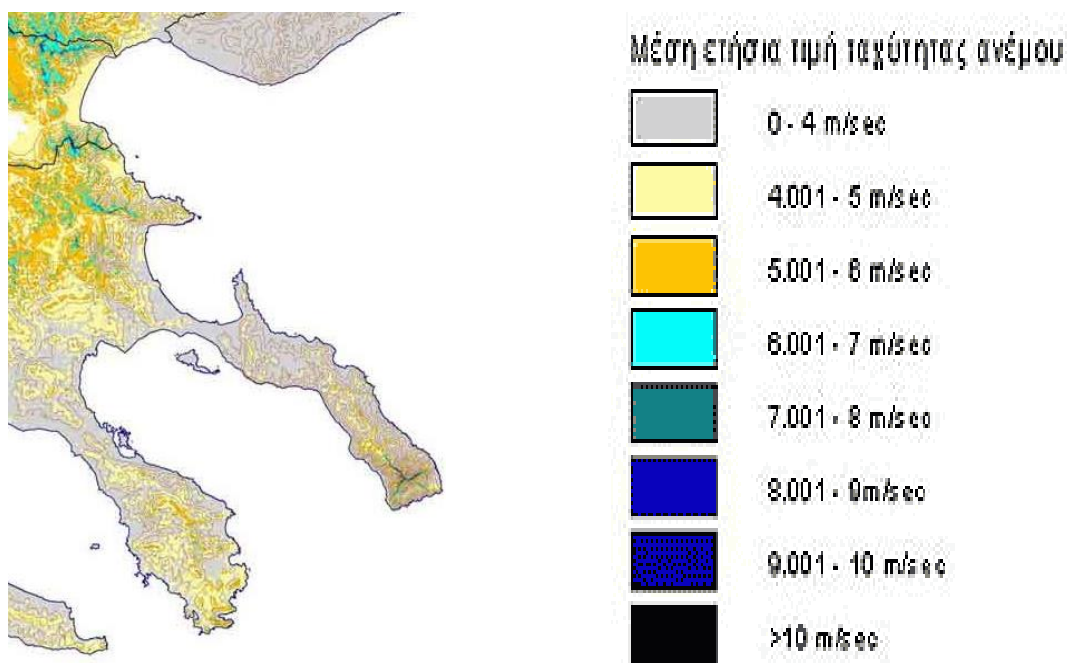 Μέση ετήσια τιμή ταχύτητας ανέμου
0 - 4 m/sec
4.001 - 5 m/sec
5.001 - 6 m/sec
6.001 - 7 m/sec
7.001 - 8 m/sec
8.001 - 9m/sec
9.001 - 10 m/sec
>10 m/sec